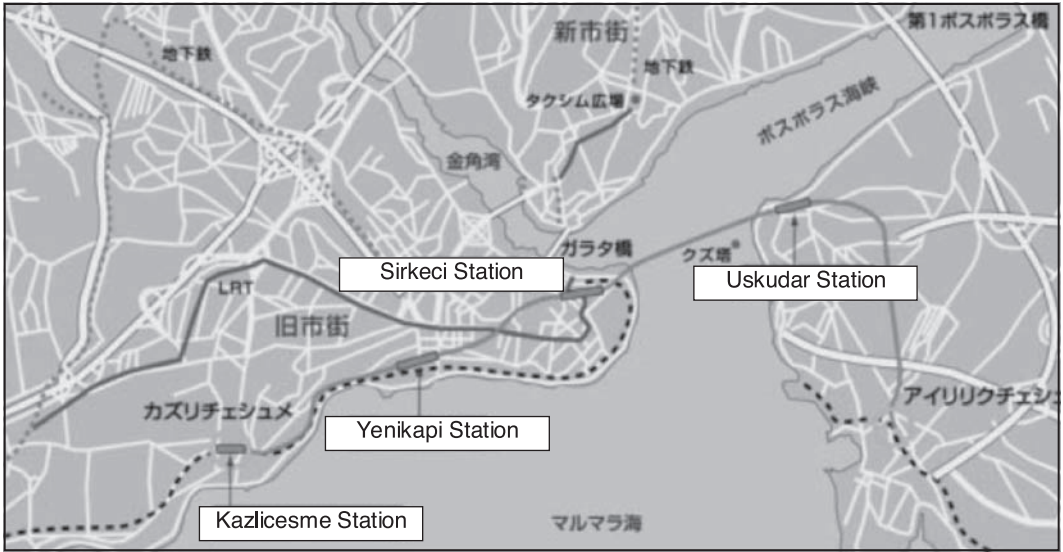 第1ボスポラス橋
新市街
地下鉄
地下鉄
タクシム広場
ボスポラス海峡
金角湾
ガラタ橋
クズ塔
Sirkeci Station
Uskudar Station
LRT
旧市街
アイリリクチェシュ
カズリチェシュメ
Yenikapi Station
Kazlicesme Station
マルマラ海